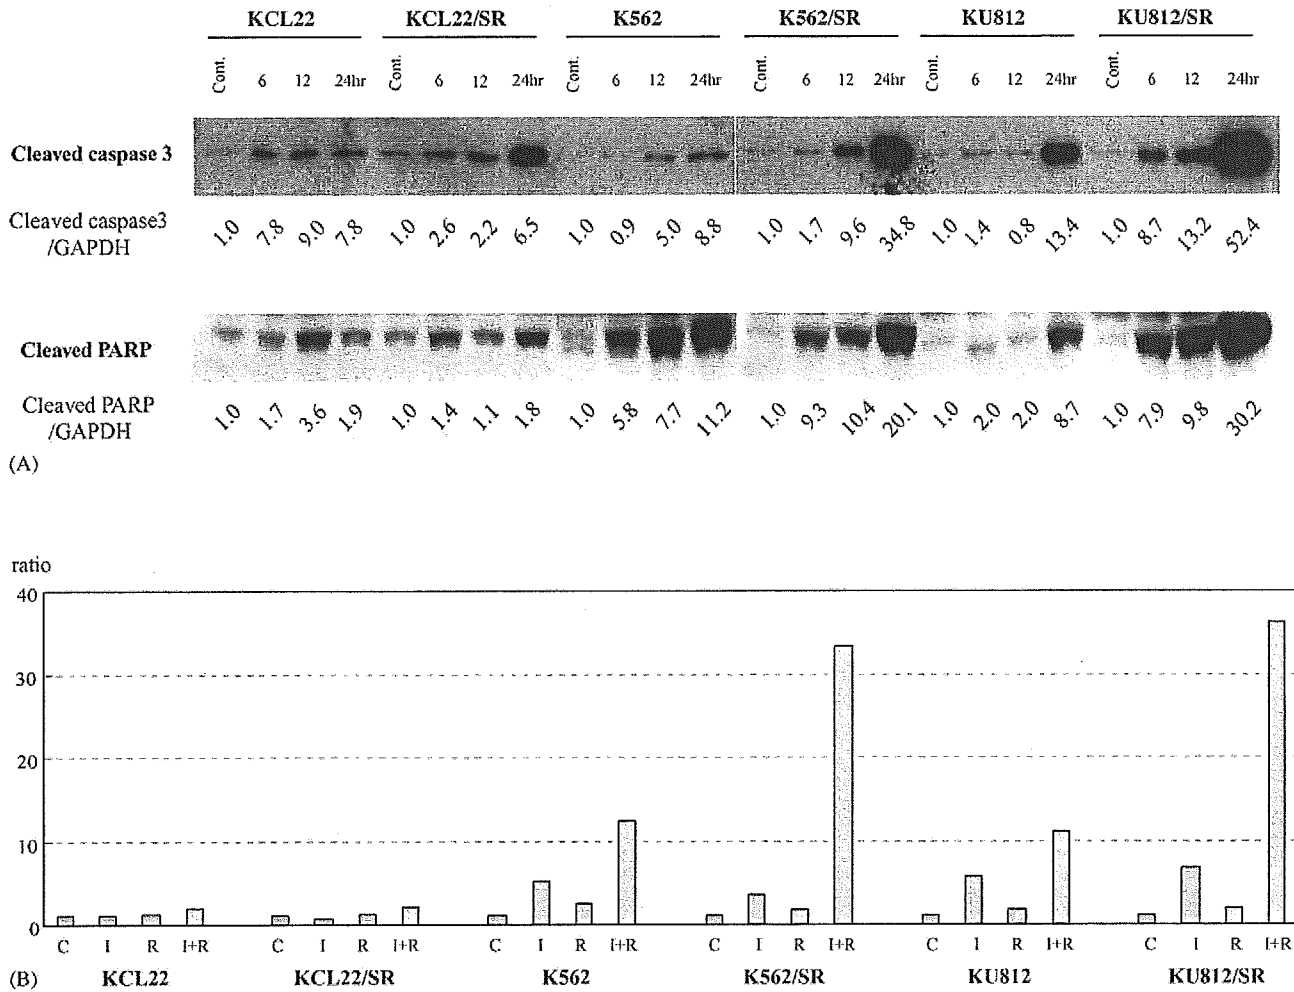 KCL22 KCL22/SR K562 K562/SR KU812 KU812/SR
Cont. 6 12 24hr Cont. 6 12 24hr Cont. 6 12 24hr Cont. 6 12 24hr Cont. 6 12 24hr Cont. 6 12 24hr
Cleaved caspase 3
Cleaved caspase3
/GAPDH
1.0 7.8 9.0 7.8 1.0 2.6 2.2 6.5 1.0 0.9 5.0 8.8 1.0 1.7 9.6 34.8 1.0 1.4 0.8 13.4 1.0 8.7 13.2 52.4
Cleaved PARP
Cleaved PARP
/GAPDH
1.0 1.7 3.6 1.9 1.0 1.4 1.1 1.8 1.0 5.8 7.7 11.2 1.0 9.3 10.4 20.1 1.0 2.0 2.0 8.7 1.0 7.9 9.8 30.2
(A)
ratio
40
30
20
10
0
C I R I+R C I R I+R C I R I+R C I R I+R C I R I+R C I R I+R
(B) KCL22 KCL22/SR K562 K562/SR KU812 KU812/SR